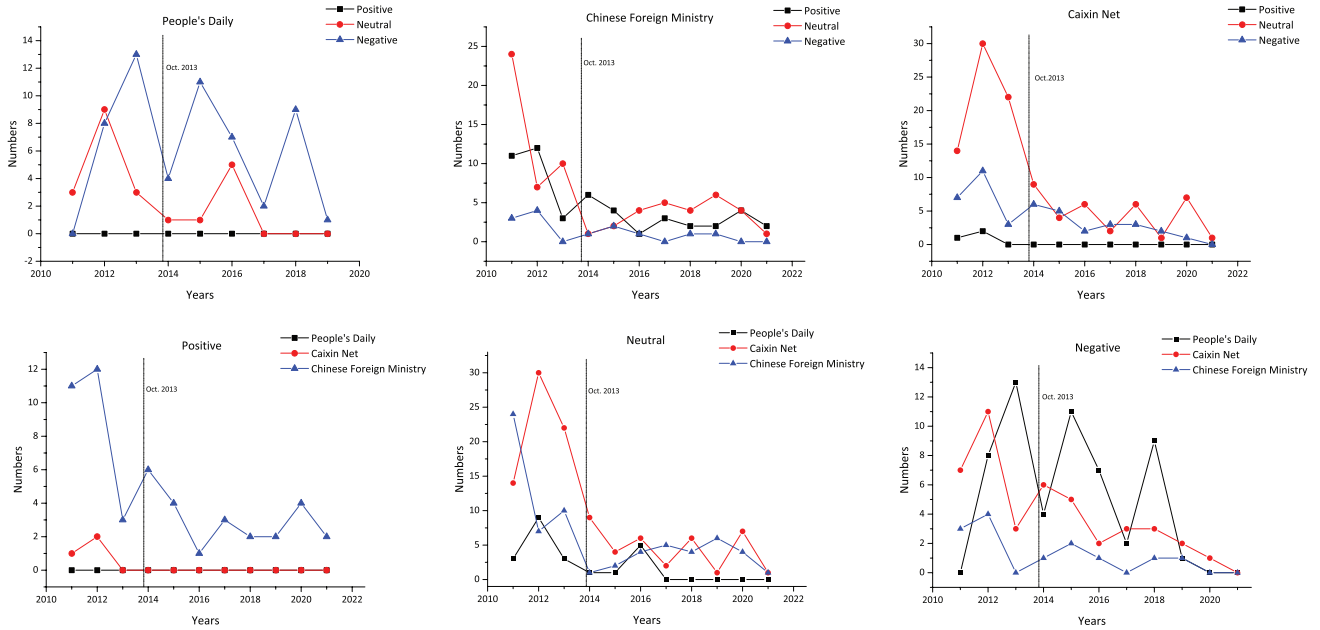 People's Daily
Positive
Neutral
Negative
14
12
10
8
6
4
2
0
-2
Numbers
Oct. 2013
2010
2012
2014
2016
2018
2020
Years
Chinese Foreign Ministry
Positive
Neutral
Negative
25
20
15
10
5
0
Numbers
Oct. 2013
2010
2012
2014
2016
2018
2020
2022
Years
Caixin Net
Positive
Neutral
Negative
30
25
20
15
10
5
0
Numbers
Oct.2013
2010
2012
2014
2016
2018
2020
2022
Years
Positive
People's Daily
Caixin Net
Chinese Foreign Ministry
12
10
8
6
4
2
0
Numbers
Oct. 2013
2010
2012
2014
2016
2018
2020
2022
Years
Neutral
People's Daily
Caixin Net
Chinese Foreign Ministry
30
25
20
15
10
5
0
Numbers
Oct. 2013
2010
2012
2014
2016
2018
2020
2022
Years
Negative
People's Daily
Caixin Net
Chinese Foreign Ministry
14
12
10
8
6
4
2
0
Numbers
Oct. 2013
2010
2012
2014
2016
2018
2020
Years